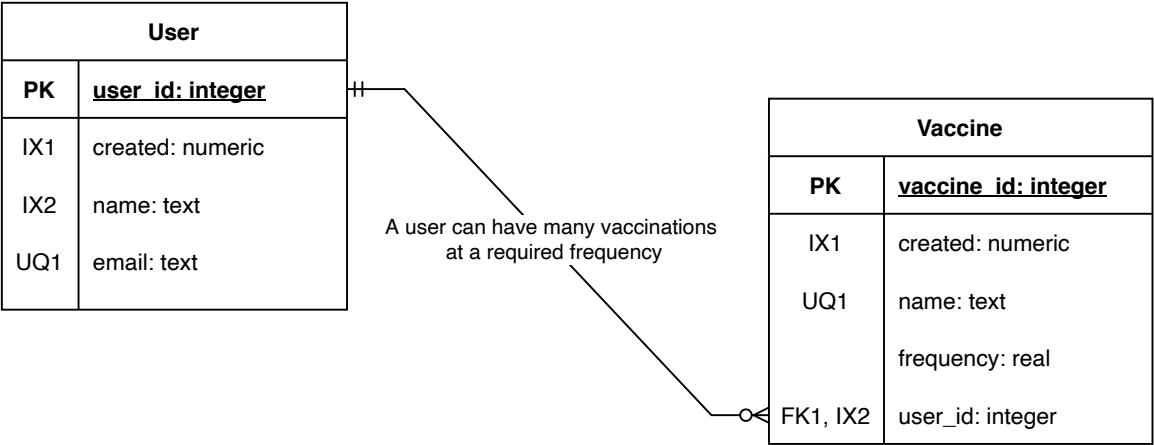 User
PK user_id: integer
IX1 created: numeric
IX2 name: text
UQ1 email: text
A user can have many vaccinations
at a required frequency
Vaccine
PK vaccine_id: integer
IX1 created: numeric
UQ1 name: text
frequency: real
FK1, IX2 user_id: integer